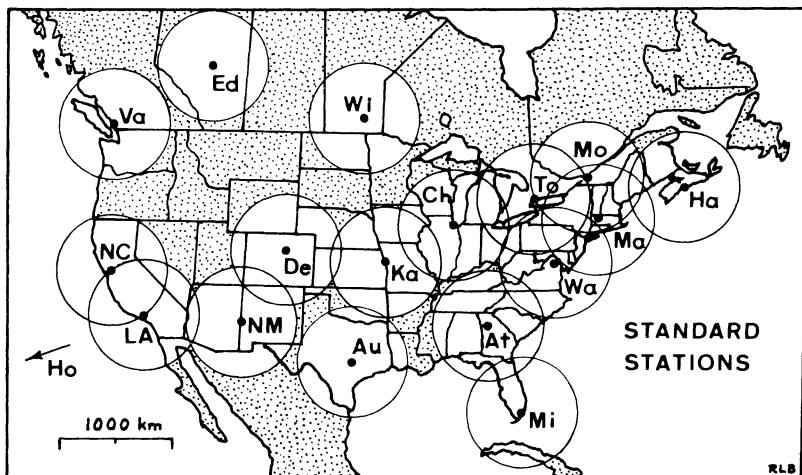 Ed
Va
Wi
Mo
Ch
To
Ha
NC
De
Ka
Ma
Wa
LA
NM
Au
At
Ho
STANDARD
STATIONS
Mi
1000 km
RLB